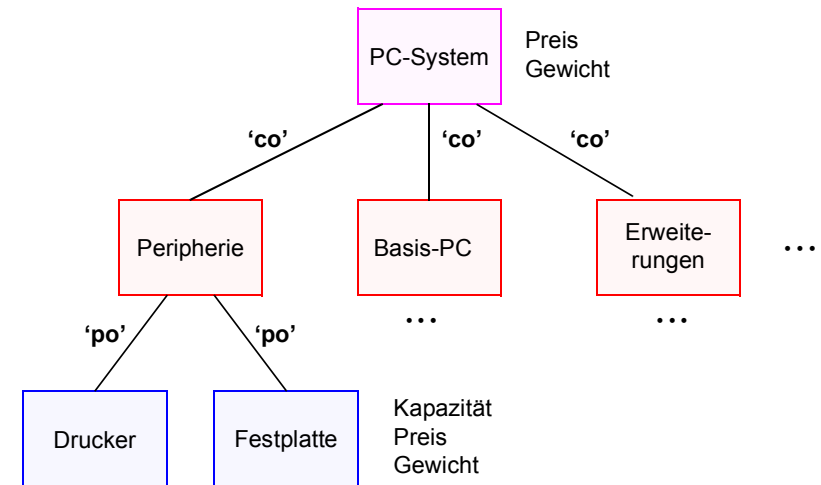 PC-System
Preis
Gewicht
‘co’
‘co’
‘co’
Peripherie
Basis-PC
Erweite-
rungen
...
...
...
‘po’
‘po’
Drucker
Festplatte
Kapazität
Preis
Gewicht